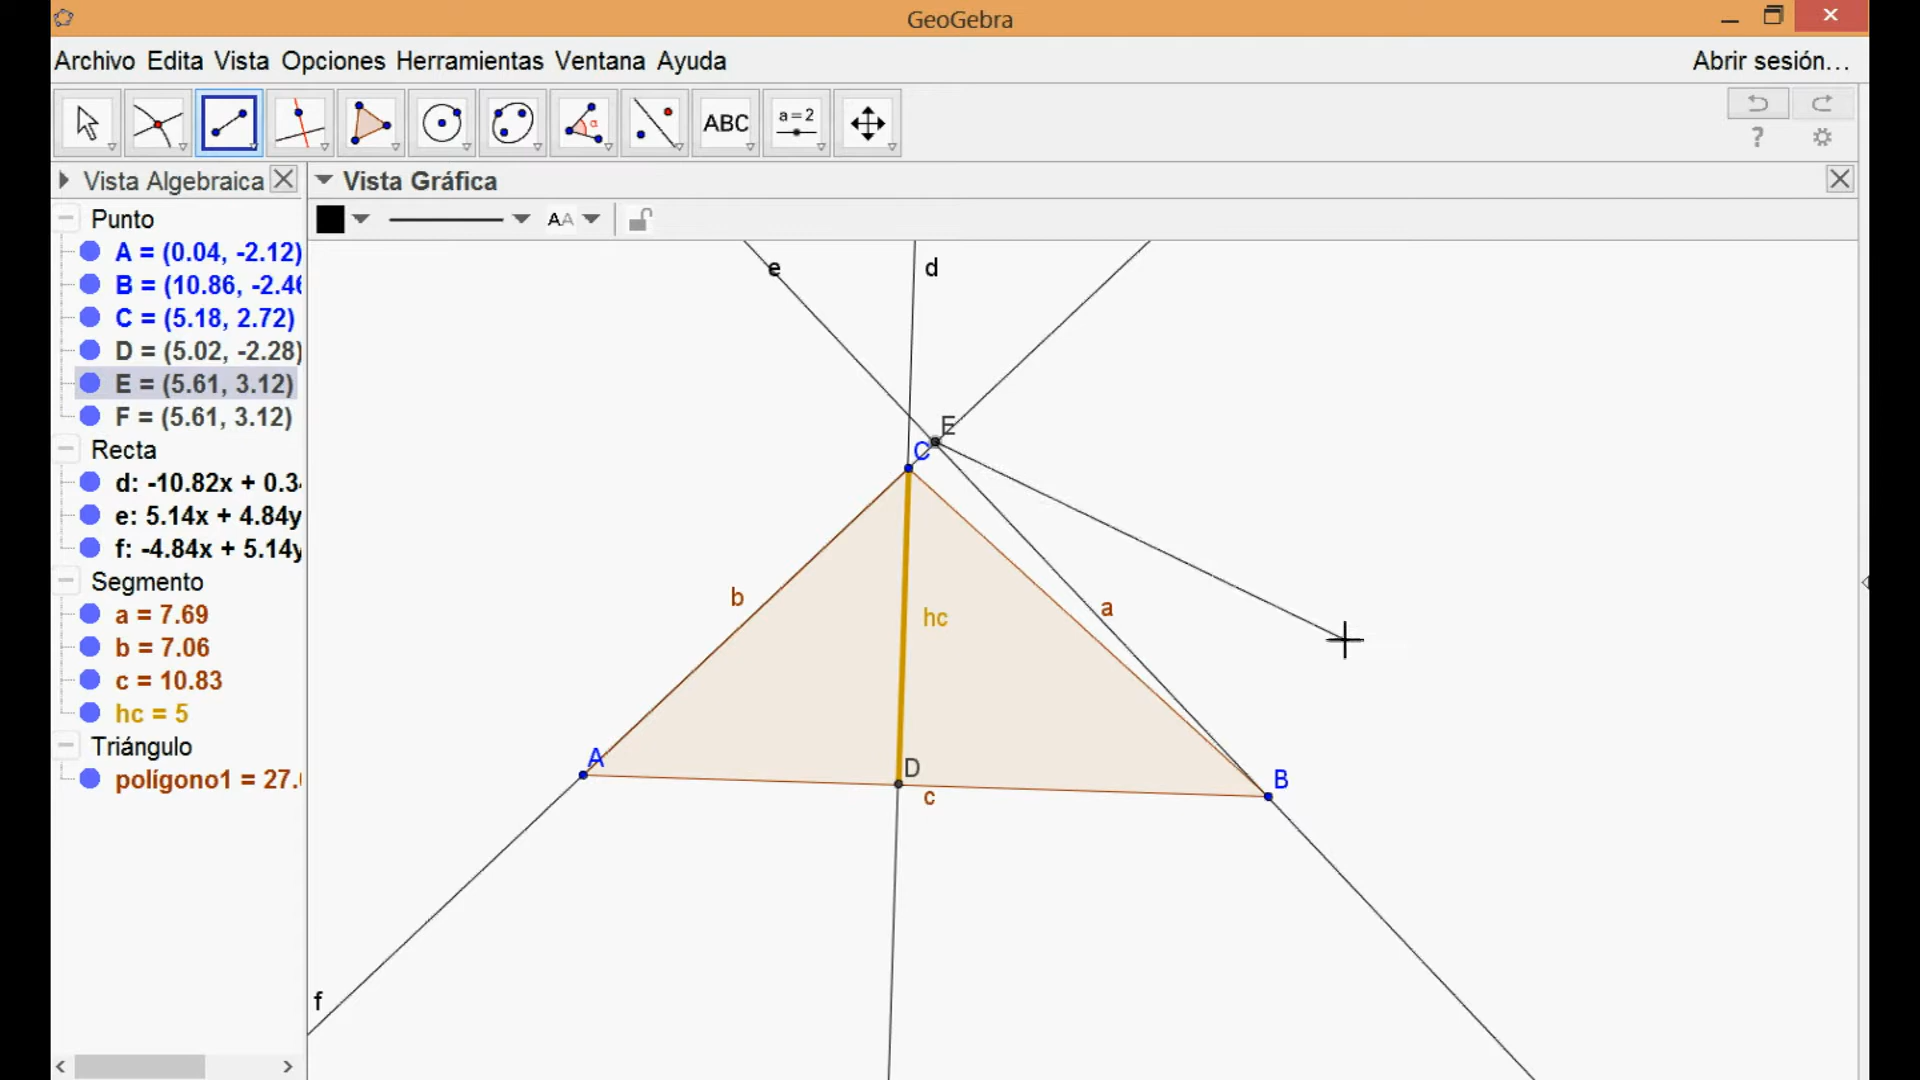 GeoGebra
Archivo Edita Vista Opciones Herramientas Ventana Ayuda
Abrir sesión...
α
ABC
a=2
?
Vista Algebraica
Vista Gráfica
AA
Punto
A = (0.04, -2.12)
B = (10.86, -2.46
C = (5.18, 2.72)
D = (5.02, -2.28)
E = (5.61, 3.12)
F = (5.61, 3.12)
Recta
d: -10.82x + 0.34
e: 5.14x + 4.84y
f: -4.84x + 5.14y
Segmento
a = 7.69
b = 7.06
c = 10.83
hc = 5
Triángulo
polígono1 = 27.
e
d
E
C
b
hc
a
A
D
B
c
f